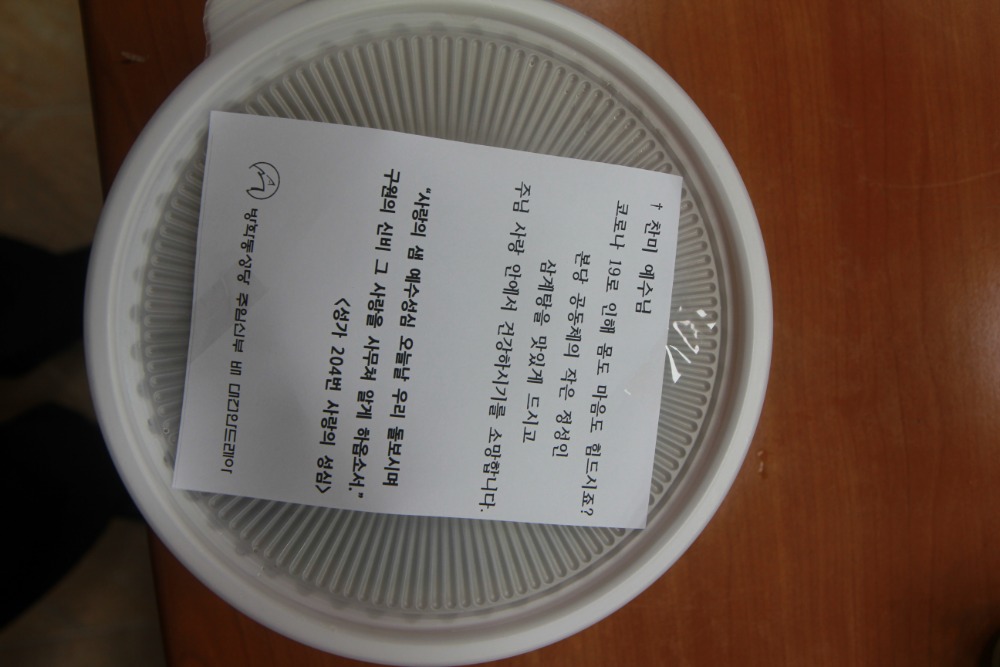 † 찬미 예수님
코로나 19로 인해 몸도 마음도 힘드시죠?
본당 공동체의 작은 정성인
삼계탕을 맛있게 드시고
주님 사랑 안에서 건강하시기를 소망합니다.
“사랑의 샘 예수성심 오늘날 우리 돌보시며
구원의 신비 그 사랑을 사무쳐 알게 하옵소서.”
<성가 204번 사랑의 성심>
방화동성당 주임신부 배 대건안드레아